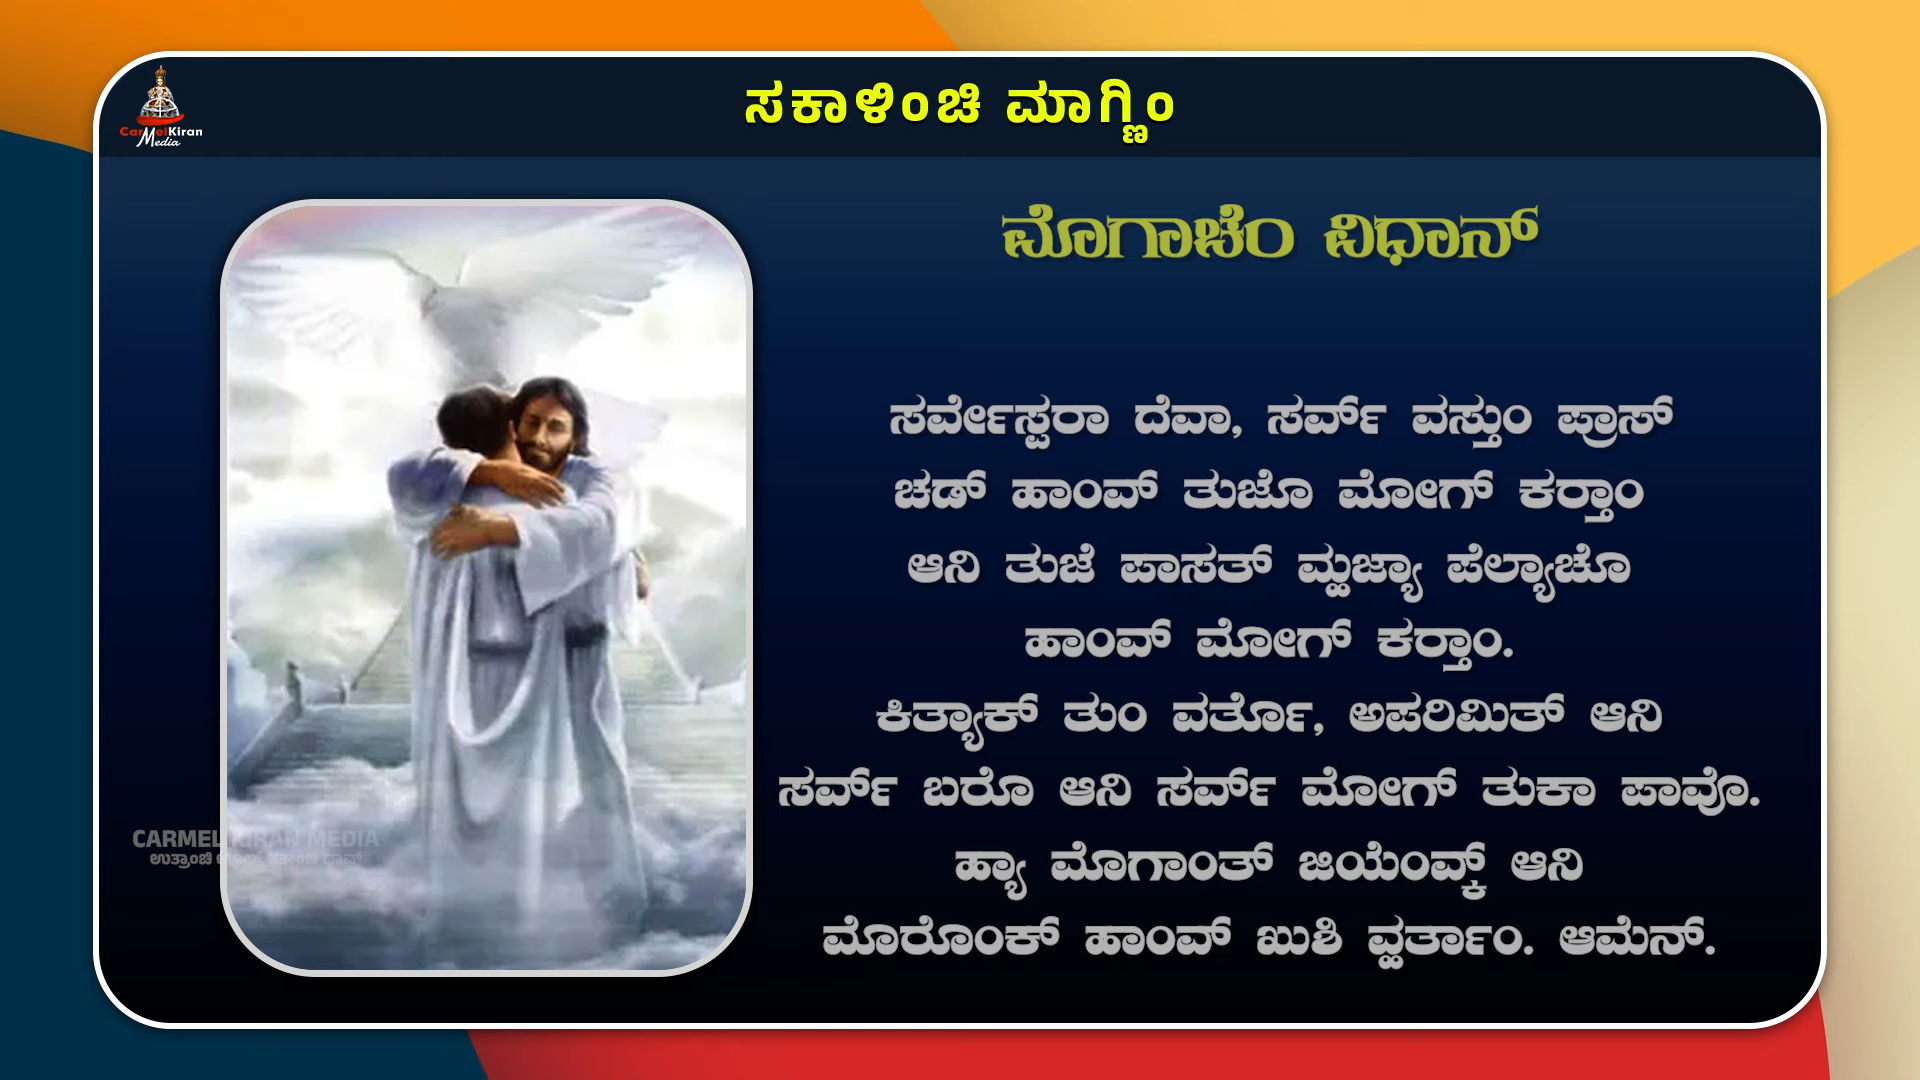 ಸಕಾಳಿಂಚಿ ಮಾಗ್ಣಿಂ
CarmelKiran
Media
ಮೊಗಾಚೆಂ ವಿಧಾನ್
ಸರ್ವೇಸ್ಪರಾ ದೆವಾ, ಸರ್ವ್ ವಸ್ತುಂ ಪ್ರಾಸ್
ಚಡ್ ಹಾಂವ್ ತುಜೊ ಮೋಗ್ ಕರ‍್ತಾಂ
ಆನಿ ತುಜೆ ಪಾಸತ್ ಮ್ಹಜ್ಯಾ ಪೆಲ್ಯಾಚೊ
ಹಾಂವ್ ಮೋಗ್ ಕರ‍್ತಾಂ.
ಕಿತ್ಯಾಕ್ ತುಂ ವರ್ತೊ, ಅಪರಿಮಿತ್ ಆನಿ
ಸರ್ವ್ ಬರೊ ಆನಿ ಸರ್ವ್ ಮೋಗ್ ತುಕಾ ಪಾವೊ.
ಹ್ಯಾ ಮೊಗಾಂತ್ ಜಿಯೆಂವ್ಕ್ ಆನಿ
ಮೊರೊಂಕ್ ಹಾಂವ್ ಖುಶಿ ವ್ಹರ್ತಾಂ. ಆಮೆನ್.
CARMEL KIRAN MEDIA
ಉತ್ರಾಂಚಿ